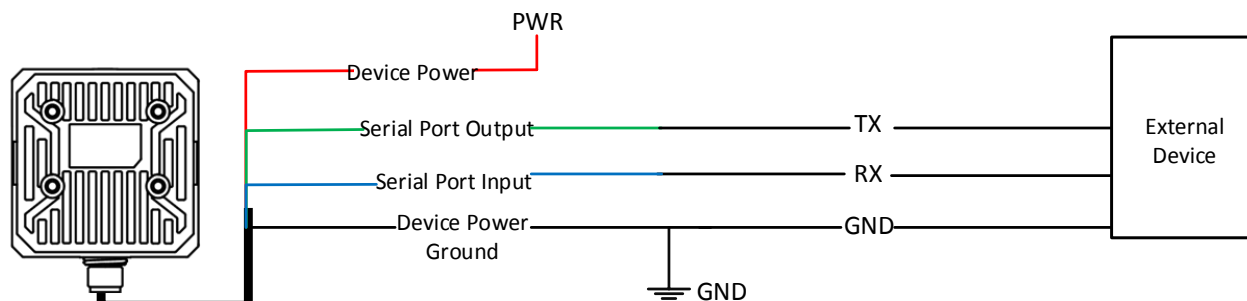 PWR
Device Power
Serial Port Output
TX
External
Device
Serial Port Input
RX
Device Power
Ground
GND
GND